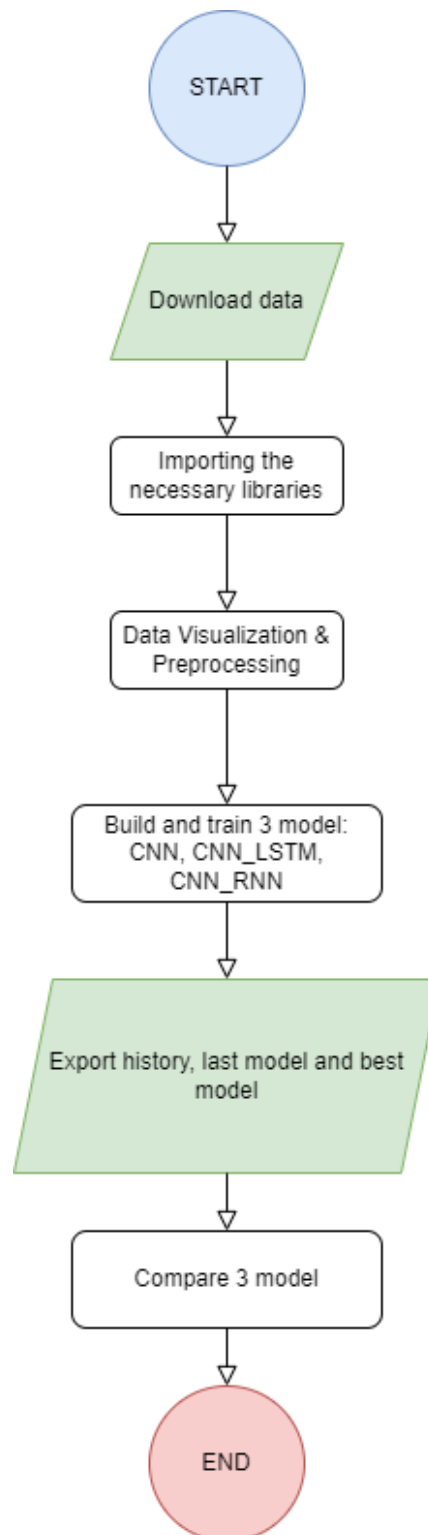 START
Download data
Importing the
necessary libraries
Data Visualization &
Preprocessing
Build and train 3 model:
CNN, CNN_LSTM,
CNN_RNN
Export history, last model and best
model
Compare 3 model
END